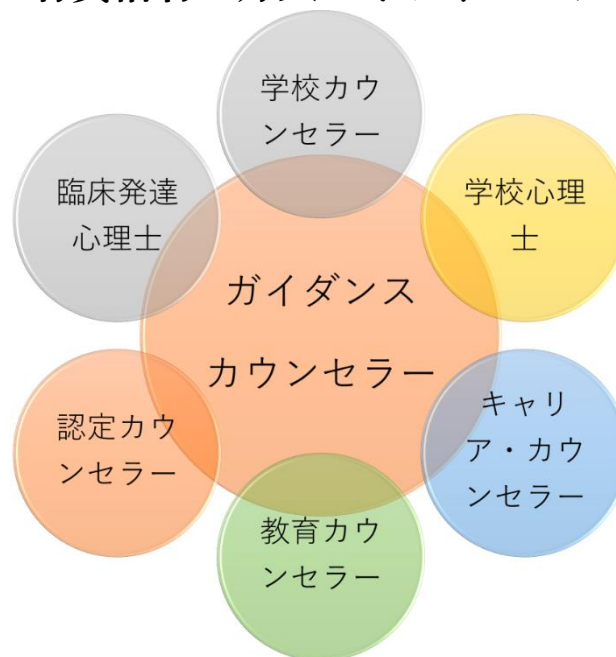 学校カウ
ンセラー
学校心理
士
キャリ
ア・カウ
ンセラー
教育カウ
ンセラー
認定カウ
ンセラー
臨床発達
心理士
ガイダンス
カウンセラー